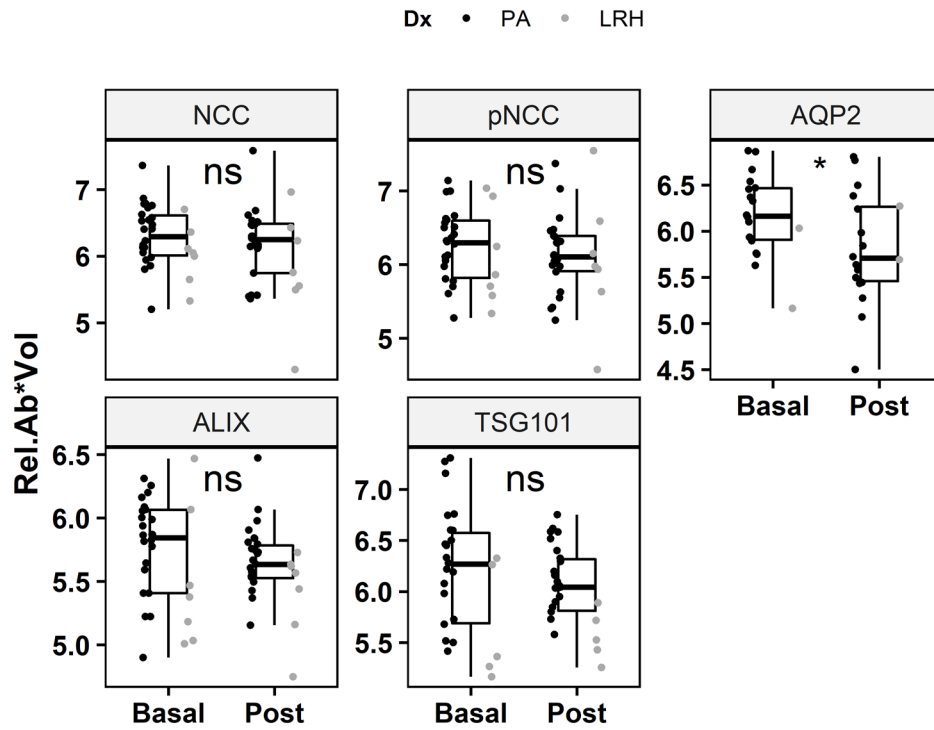 Dx PA LRH
NCC pNCC AQP2
ns ns *
7
6
5
7
6
5
6.5
6.0
5.5
5.0
4.5
Basal Post
Rel.Ab*Vol
ALIX TSG101
ns ns
6.5
6.0
5.5
5.0
7.0
6.5
6.0
5.5
Basal Post Basal Post